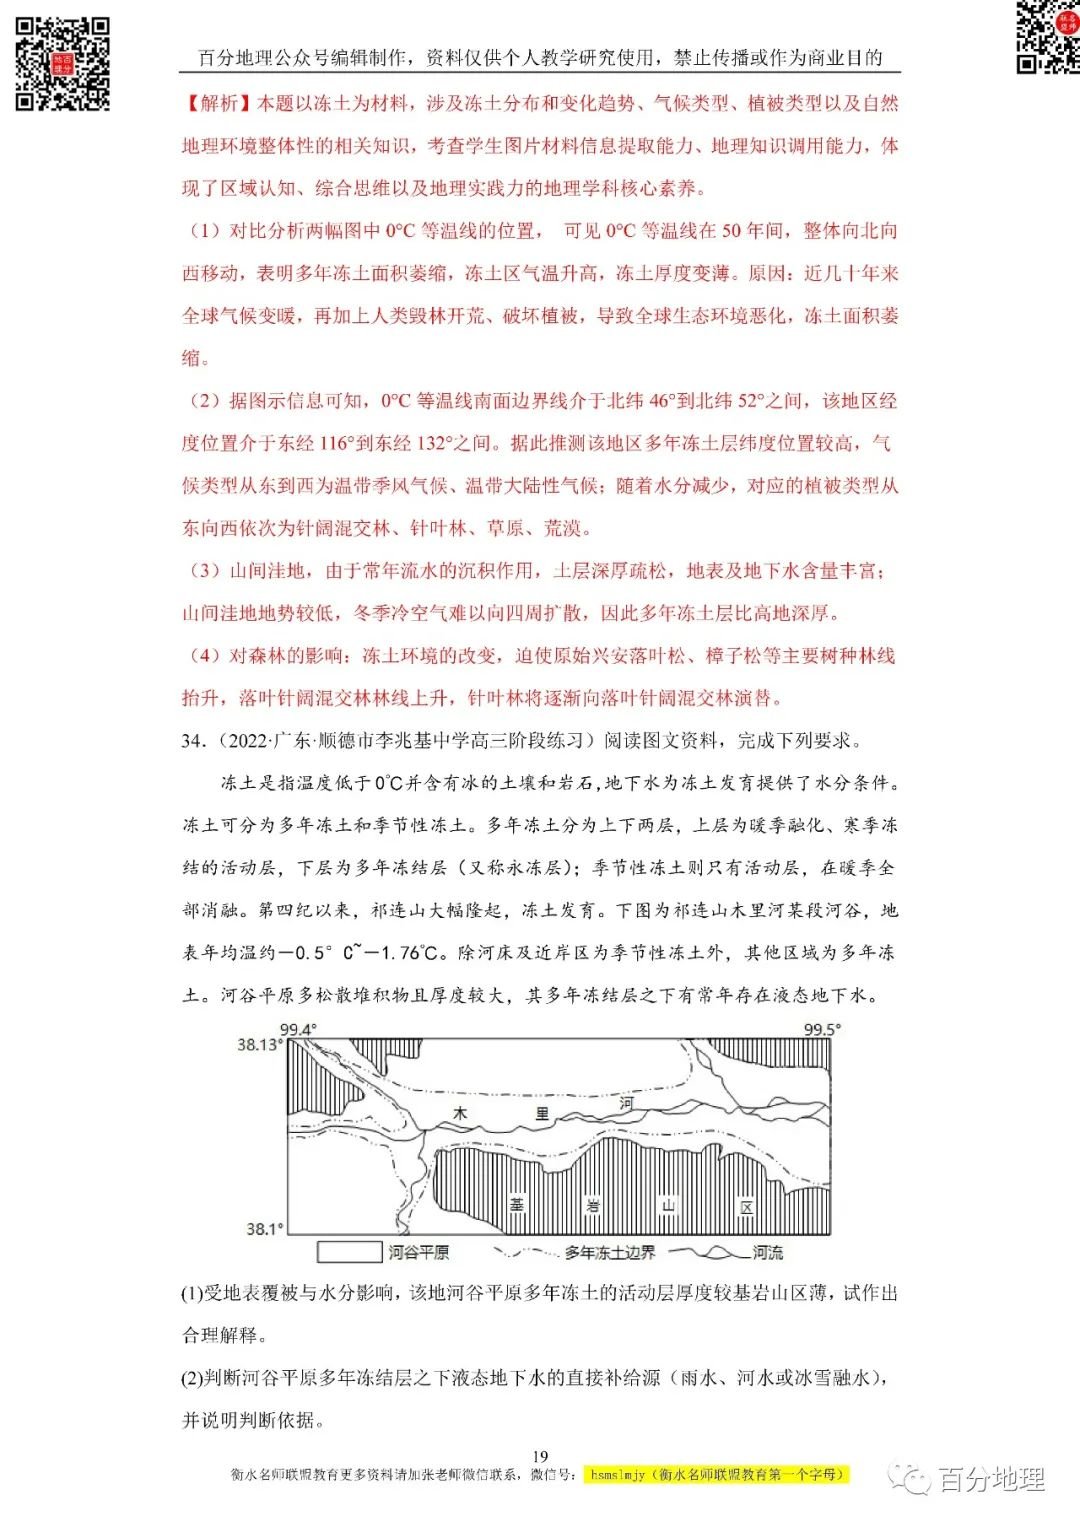 百分地理公众号编辑制作，资料仅供个人教学研究使用，禁止传播或作为商业目的
【解析】本题以冻土为材料，涉及冻土分布和变化趋势、气候类型、植被类型以及自然
地理环境整体性的相关知识，考查学生图片材料信息提取能力、地理知识调用能力，体
现了区域认知、综合思维以及地理实践力的地理学科核心素养。
（1）对比分析两幅图中 0°C 等温线的位置， 可见 0°C 等温线在 50 年间，整体向北向
西移动，表明多年冻土面积萎缩，冻土区气温升高，冻土厚度变薄。原因：近几十年来
全球气候变暖，再加上人类毁林开荒、破坏植被，导致全球生态环境恶化，冻土面积萎
缩。
（2）据图示信息可知，0°C 等温线南面边界线介于北纬 46°到北纬 52°之间，该地区经
度位置介于东经 116°到东经 132°之间。据此推测该地区多年冻土层纬度位置较高，气
候类型从东到西为温带季风气候、温带大陆性气候；随着水分减少，对应的植被类型从
东向西依次为针阔混交林、针叶林、草原、荒漠。
（3）山间洼地，由于常年流水的沉积作用，土层深厚疏松，地表及地下水含量丰富；
山间洼地地势较低，冬季冷空气难以向四周扩散，因此多年冻土层比高地深厚。
（4）对森林的影响：冻土环境的改变，迫使原始兴安落叶松、樟子松等主要树种林线
抬升，落叶针阔混交林林线上升，针叶林将逐渐向落叶针阔混交林演替。
34．（2022·广东·顺德市李兆基中学高三阶段练习）阅读图文资料，完成下列要求。
冻土是指温度低于 0℃并含有冰的土壤和岩石,地下水为冻土发育提供了水分条件。
冻土可分为多年冻土和季节性冻土。多年冻土分为上下两层，上层为暖季融化、寒季冻
结的活动层，下层为多年冻结层（又称永冻层）；季节性冻土则只有活动层，在暖季全
部消融。第四纪以来，祁连山大幅隆起，冻土发育。下图为祁连山木里河某段河谷，地
表年均温约－0.5° C~－1.76℃。除河床及近岸区为季节性冻土外，其他区域为多年冻
土。河谷平原多松散堆积物且厚度较大，其多年冻结层之下有常年存在液态地下水。
99.4° 99.5°
38.13°
木 里 河
基 岩 山 区
38.1°
河谷平原 多年冻土边界 河流
(1)受地表覆被与水分影响，该地河谷平原多年冻土的活动层厚度较基岩山区薄，试作出
合理解释。
(2)判断河谷平原多年冻结层之下液态地下水的直接补给源（雨水、河水或冰雪融水），
并说明判断依据。
19
衡水名师联盟教育更多资料请加张老师微信联系，微信号： hsmslmjy（衡水名师联盟教育第一个字母）
百分地理